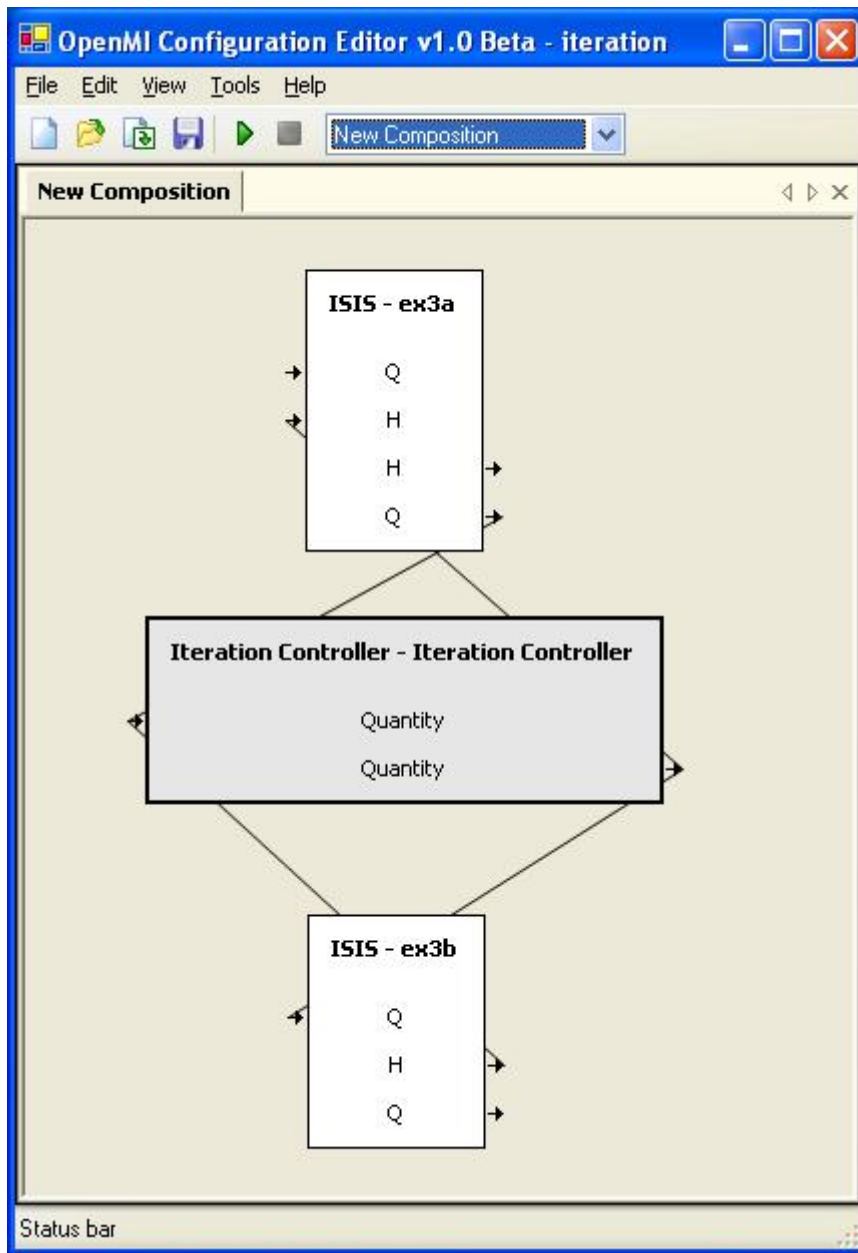 OpenMI Configuration Editor v1.0 Beta - iteration
File Edit View Tools Help
New Composition
New Composition
ISIS - ex3a
Q
H
H
Q
Iteration Controller - Iteration Controller
Quantity
Quantity
ISIS - ex3b
Q
H
Q
Status bar